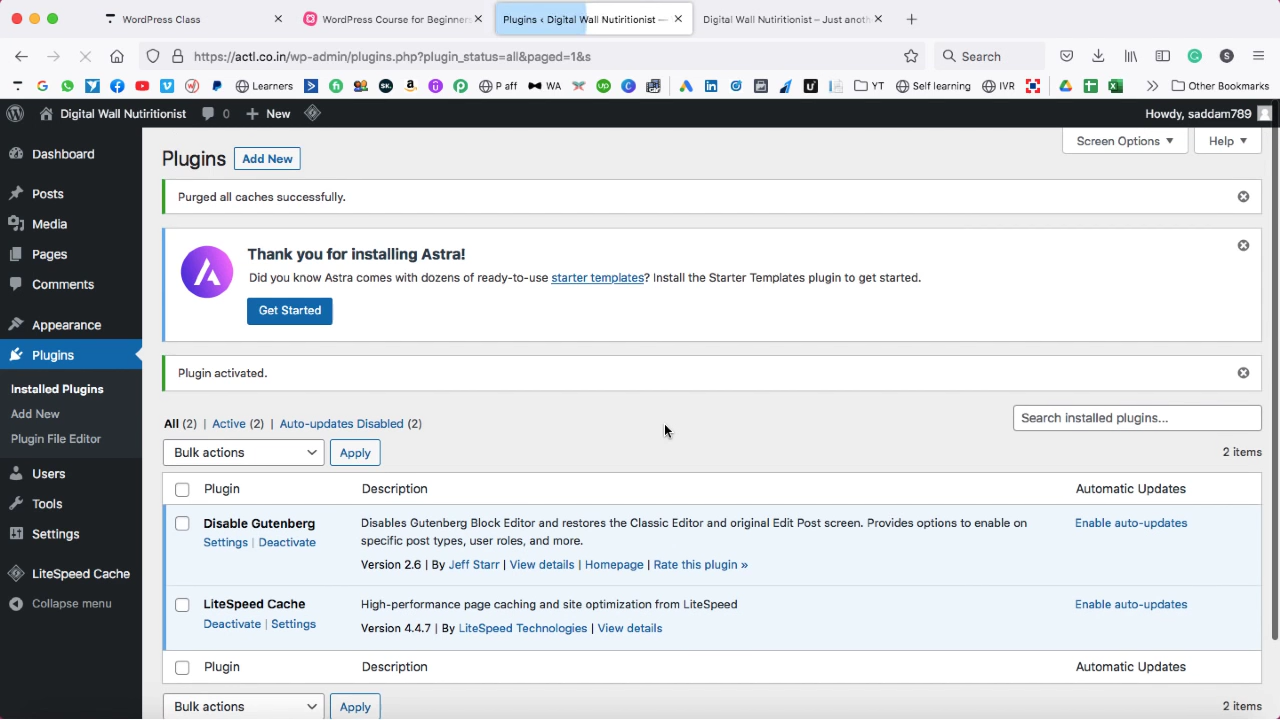 WordPress Class
WordPress Course for Beginners
Plugins ‹ Digital Wall Nutiritionist —
Digital Wall Nutiritionist – Just anoth
https://actl.co.in/wp-admin/plugins.php?plugin_status=all&paged=1&s
Search
Learners
P aff
WA
YT
Self learning
IVR
Other Bookmarks
Digital Wall Nutiritionist
0
New
Howdy, saddam789
Dashboard
Posts
Media
Pages
Comments
Appearance
Plugins
Installed Plugins
Add New
Plugin File Editor
Users
Tools
Settings
LiteSpeed Cache
Collapse menu
Screen Options
Help
Plugins
Add New
Purged all caches successfully.
Thank you for installing Astra!
Did you know Astra comes with dozens of ready-to-use starter templates? Install the Starter Templates plugin to get started.
Get Started
Plugin activated.
All (2) | Active (2) | Auto-updates Disabled (2)
Search installed plugins...
Bulk actions
Apply
2 items
Plugin Description Automatic Updates
Disable Gutenberg
Settings | Deactivate
Disables Gutenberg Block Editor and restores the Classic Editor and original Edit Post screen. Provides options to enable on
specific post types, user roles, and more.
Version 2.6 | By Jeff Starr | View details | Homepage | Rate this plugin »
Enable auto-updates
LiteSpeed Cache
Deactivate | Settings
High-performance page caching and site optimization from LiteSpeed
Version 4.4.7 | By LiteSpeed Technologies | View details
Enable auto-updates
Plugin Description Automatic Updates
Bulk actions
Apply
2 items